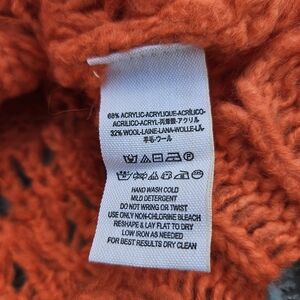 68% ACRYLIC-ACRYLIQUE-ACRÍLICO-
ACRILICO-ACRYL-丙烯酸-アクリル
32% WOOL-LAINE-LANA-WOLLE-LÃ/
羊毛-ウール
HAND WASH COLD
MILD DETERGENT
DO NOT WRING OR TWIST
USE ONLY NON-CHLORINE BLEACH
RESHAPE & LAY FLAT TO DRY
LOW IRON AS NEEDED
FOR BEST RESULTS DRY CLEAN